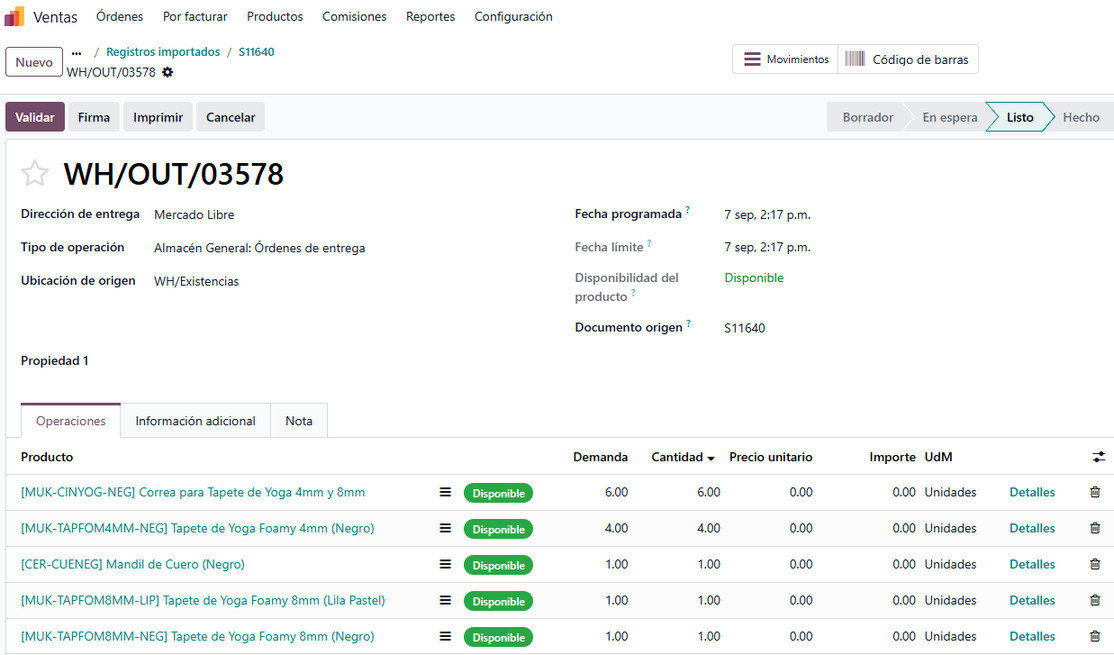 Ventas Órdenes Por facturar Productos Comisiones Reportes Configuración
Nuevo ... / Registros importados / S11640
WH/OUT/03578
Movimientos Código de barras
Validar Firma Imprimir Cancelar Borrador En espera Listo Hecho
WH/OUT/03578
Dirección de entrega Mercado Libre
Tipo de operación Almacén General: Órdenes de entrega
Ubicación de origen WH/Existencias
Fecha programada ? 7 sep, 2:17 p.m.
Fecha límite ? 7 sep, 2:17 p.m.
Disponibilidad del
producto ? Disponible
Documento origen ? S11640
Propiedad 1
Operaciones Información adicional Nota
Producto Demanda Cantidad Precio unitario Importe UdM
[MUK-CINYOG-NEG] Correa para Tapete de Yoga 4mm y 8mm Disponible 6.00 6.00 0.00 0.00 Unidades Detalles
[MUK-TAPFOM4MM-NEG] Tapete de Yoga Foamy 4mm (Negro) Disponible 4.00 4.00 0.00 0.00 Unidades Detalles
[CER-CUENEG] Mandil de Cuero (Negro) Disponible 1.00 1.00 0.00 0.00 Unidades Detalles
[MUK-TAPFOM8MM-LIP] Tapete de Yoga Foamy 8mm (Lila Pastel) Disponible 1.00 1.00 0.00 0.00 Unidades Detalles
[MUK-TAPFOM8MM-NEG] Tapete de Yoga Foamy 8mm (Negro) Disponible 1.00 1.00 0.00 0.00 Unidades Detalles